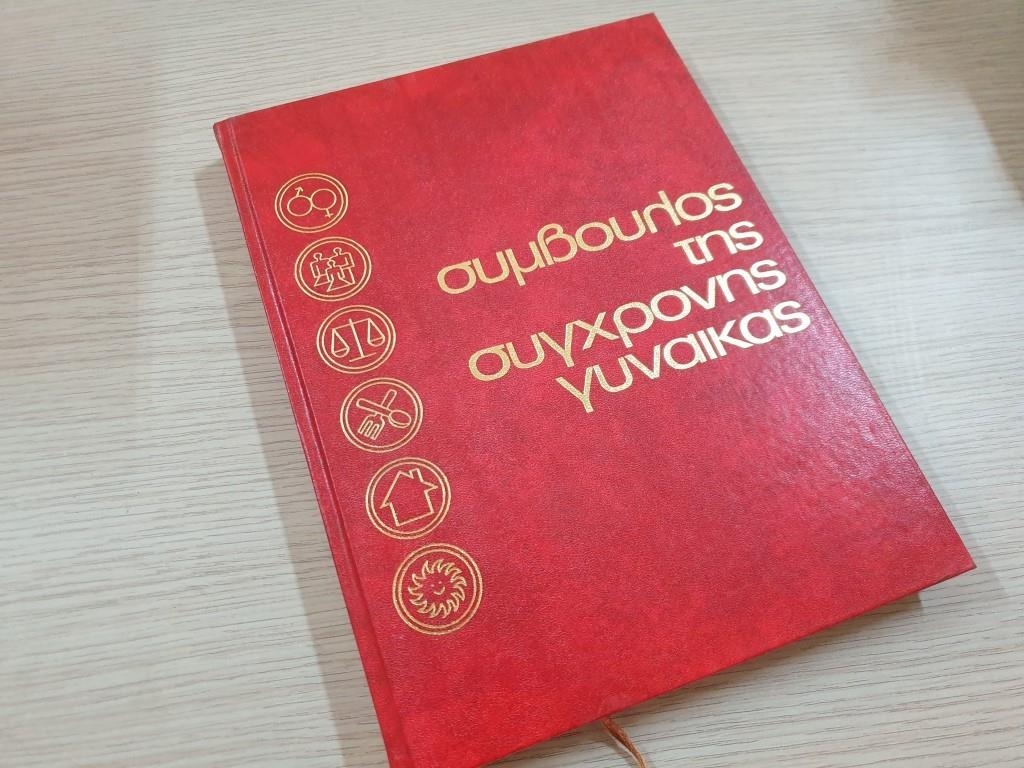 συμβουλος
της
συγχρονης
γυναικας